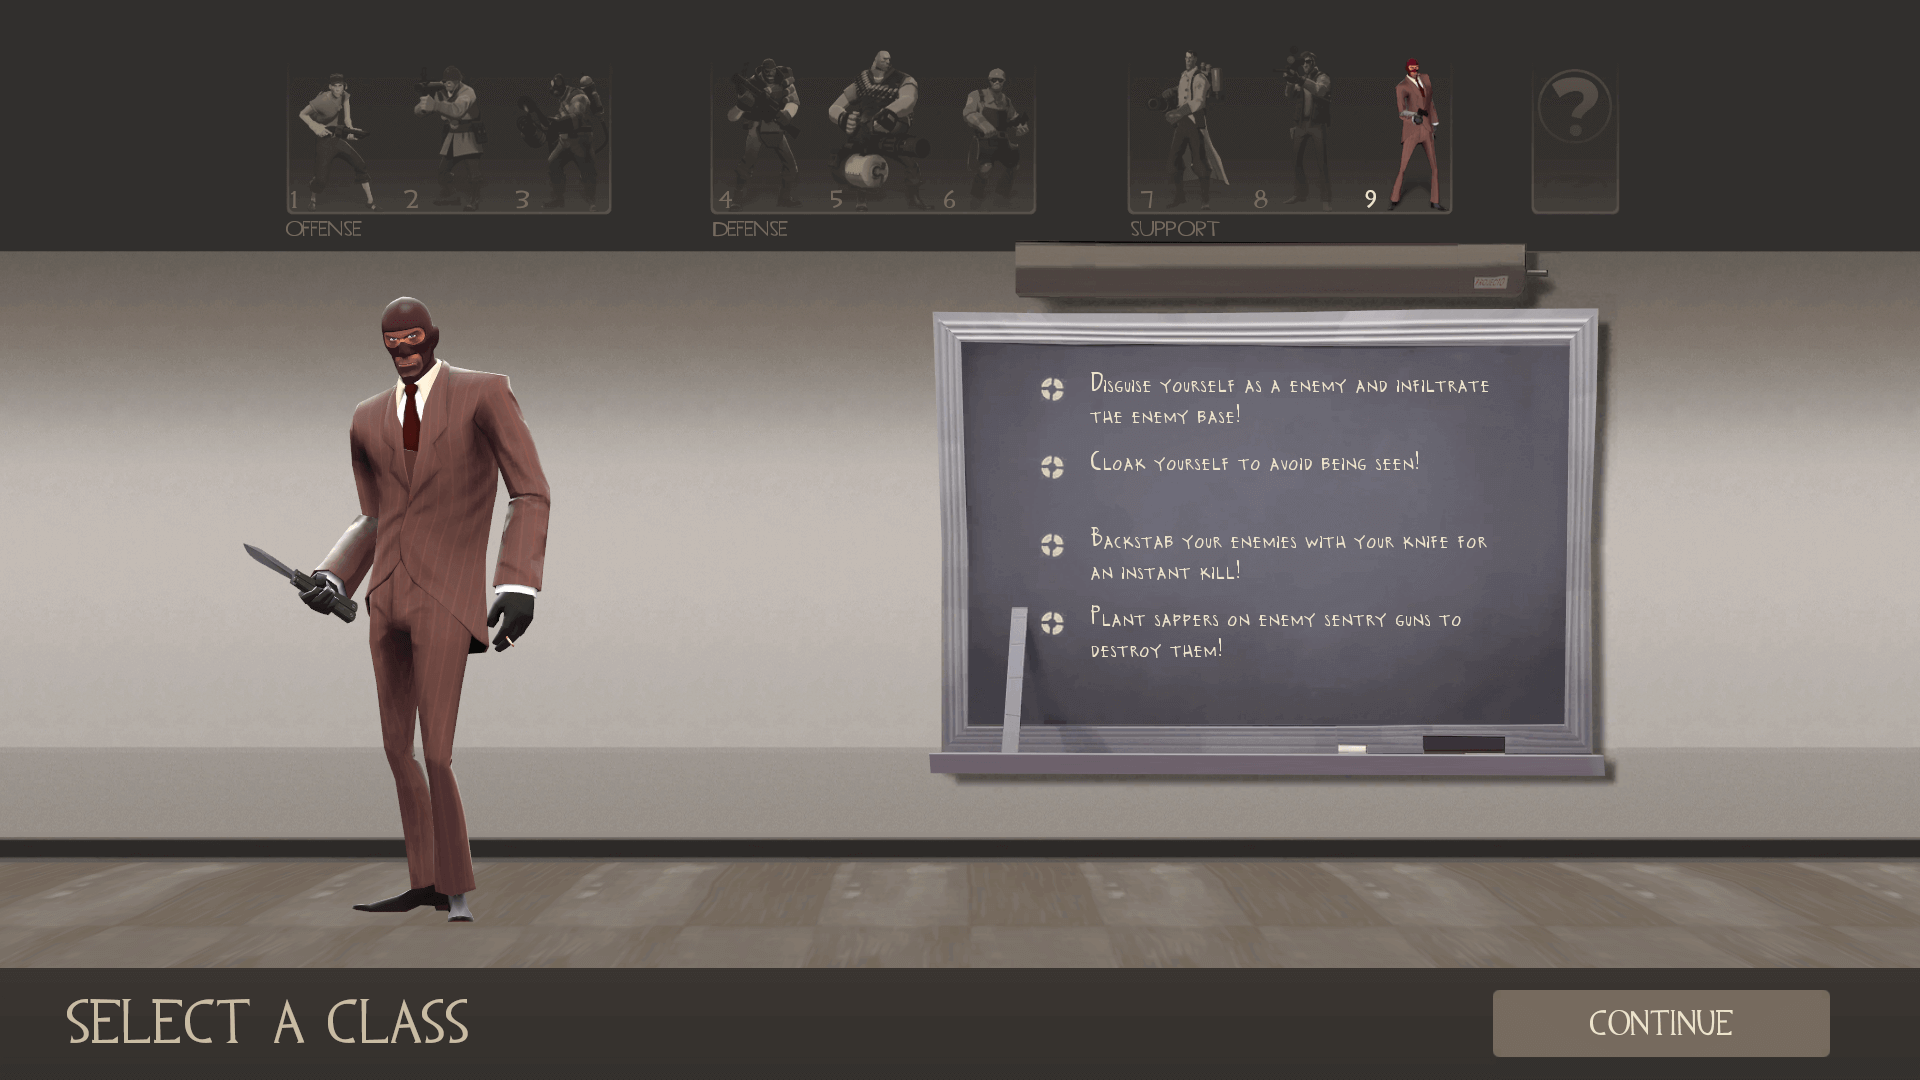 1 2 3 4 5 6 7 8 9 ?
OFFENSE DEFENSE SUPPORT
Disguise yourself as a enemy and infiltrate
the enemy base!
Cloak yourself to avoid being seen!
Backstab your enemies with your knife for
an instant kill!
Plant sappers on enemy sentry guns to
destroy them!
SELECT A CLASS
CONTINUE